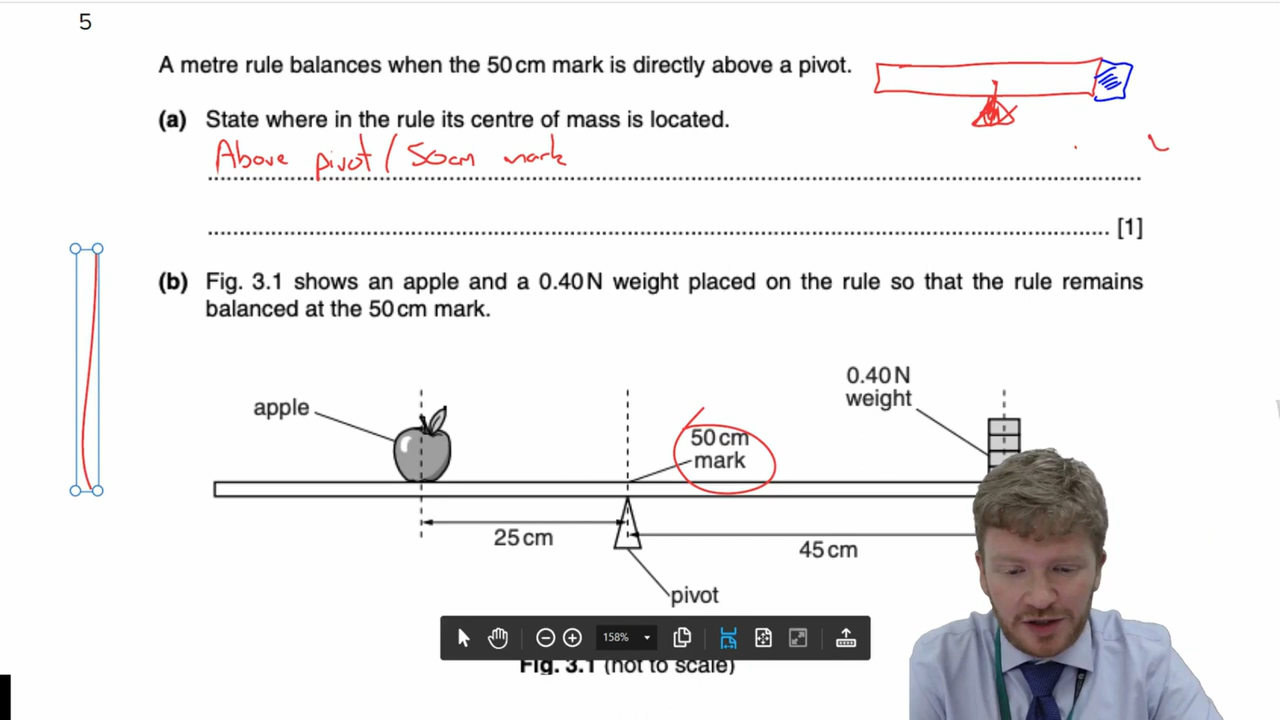 5
A metre rule balances when the 50 cm mark is directly above a pivot.
(a) State where in the rule its centre of mass is located.
Above pivot / 50cm mark
[1]
(b) Fig. 3.1 shows an apple and a 0.40 N weight placed on the rule so that the rule remains
balanced at the 50 cm mark.
0.40 N
weight
apple
50 cm
mark
25 cm
45 cm
pivot
158%
Fig. 3.1 (not to scale)